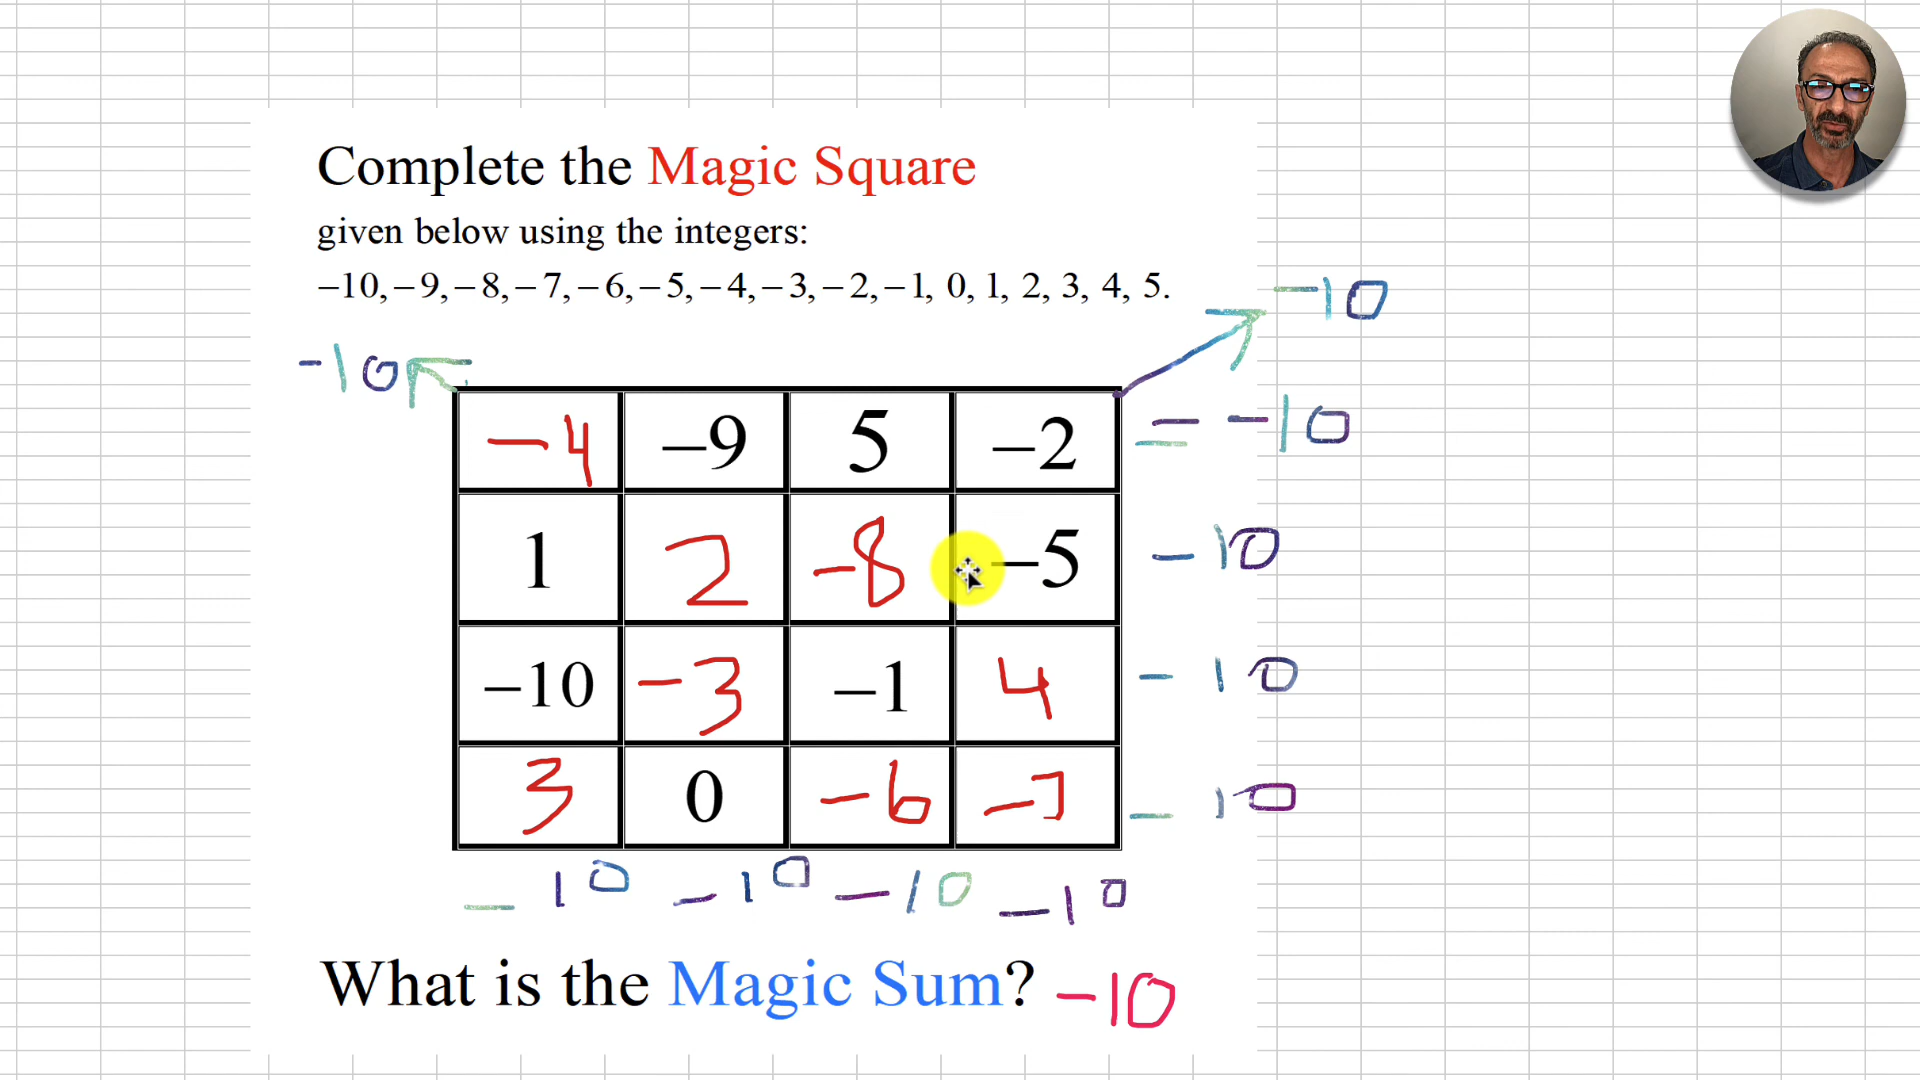 Complete the Magic Square
given below using the integers:
−10, −9, −8, −7, −6, −5, −4, −3, −2, −1, 0, 1, 2, 3, 4, 5.
-10
-10
-4 −9 5 −2 = -10
1 2 -8 −5 -10
−10 -3 −1 4 -10
3 0 -6 -7 -10
-10 -10 -10 -10
What is the Magic Sum? -10